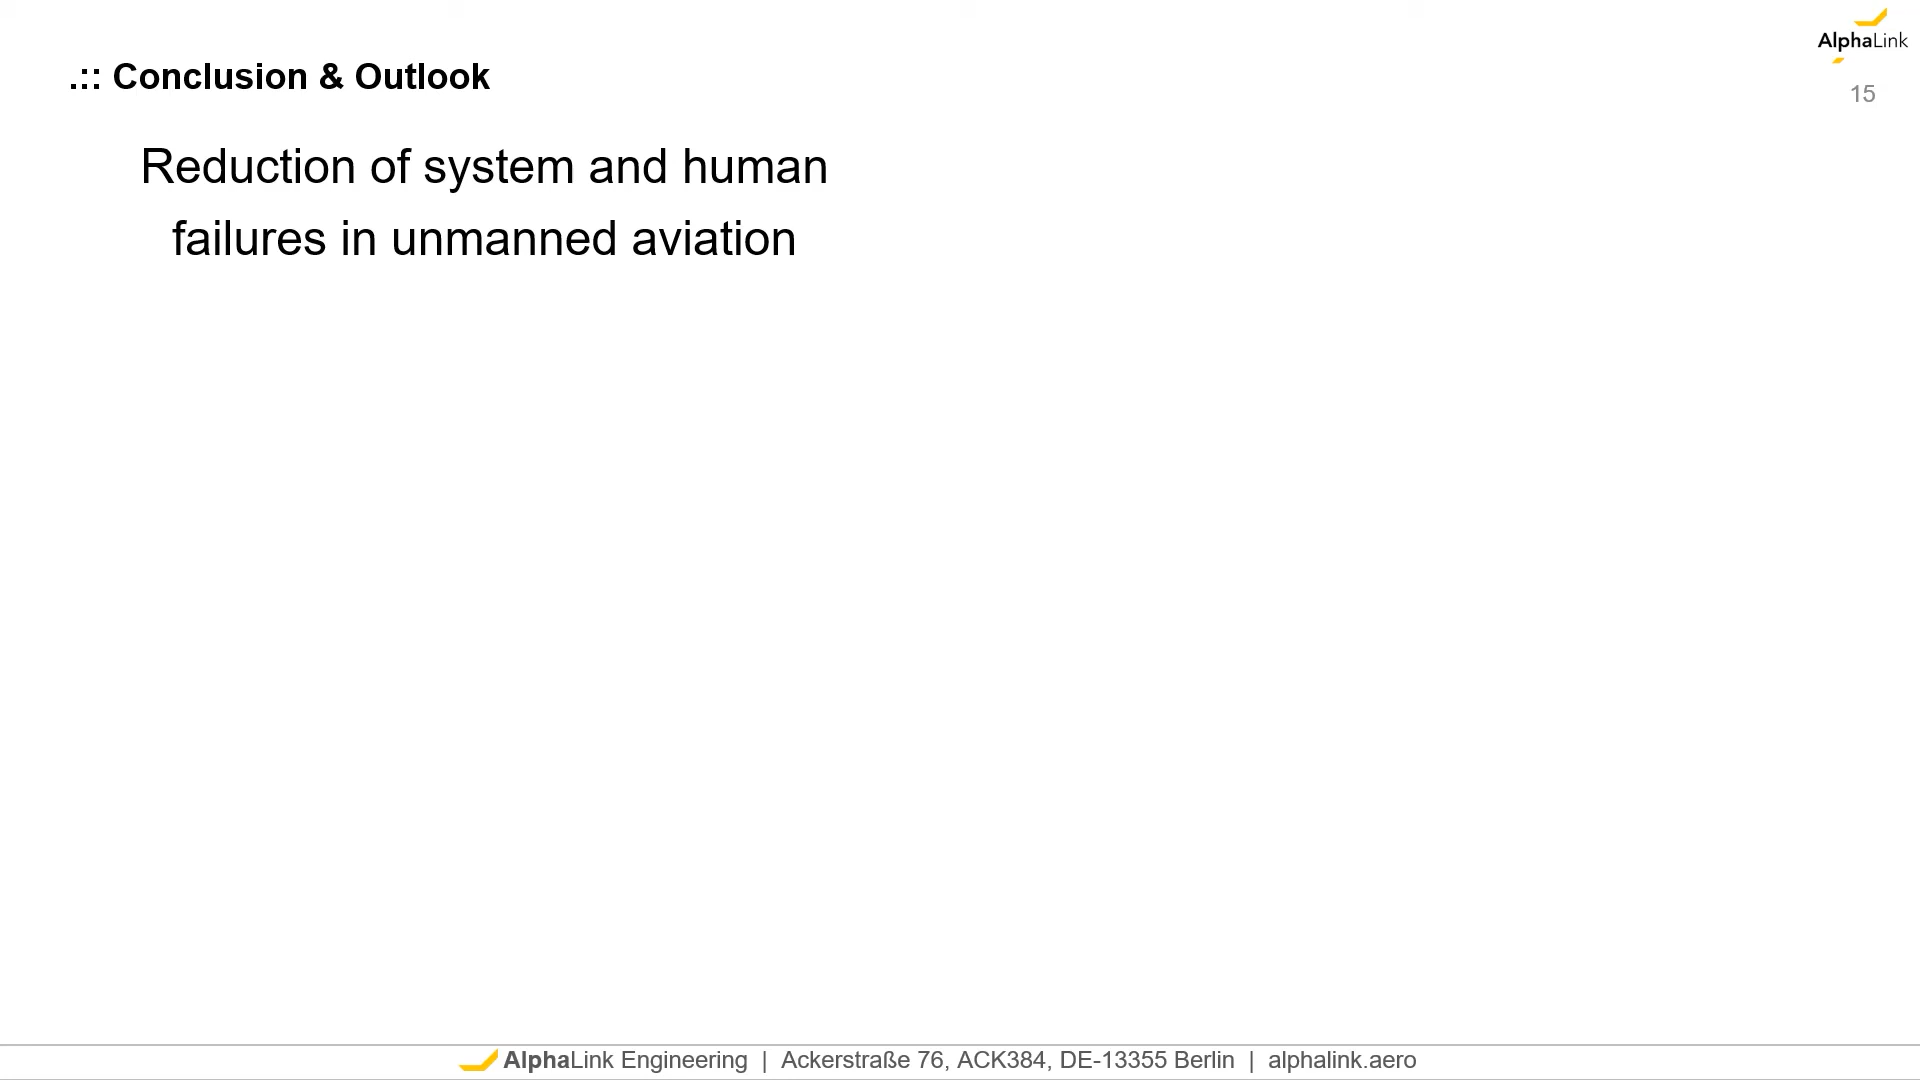 AlphaLink
.:: Conclusion & Outlook
15
Reduction of system and human
failures in unmanned aviation
AlphaLink Engineering | Ackerstraße 76, ACK384, DE-13355 Berlin | alphalink.aero